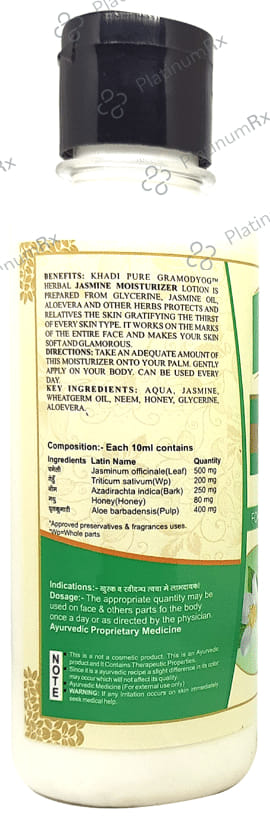 BENEFITS: KHADI PURE GRAMODYOG™
HERBAL JASMINE MOISTURIZER LOTION IS
PREPARED FROM GLYCERINE, JASMINE OIL,
ALOEVERA AND OTHER HERBS PROTECTS AND
RELATIVES THE SKIN GRATIFYING THE THIRST
OF EVERY SKIN TYPE. IT WORKS ON THE MARKS
OF THE ENTIRE FACE AND MAKES YOUR SKIN
SOFT AND GLAMOROUS.
DIRECTIONS: TAKE AN ADEQUATE AMOUNT OF
THIS MOISTURIZER ONTO YOUR PALM. GENTLY
APPLY ON YOUR BODY. CAN BE USED EVERY
DAY.
KEY INGREDIENTS: AQUA, JASMINE,
WHEATGERM OIL, NEEM, HONEY, GLYCERINE,
ALOEVERA.
Composition:- Each 10ml contains
Ingredients Latin Name Quantity
चमेली Jasminum officinale(Leaf) 500 mg
गेहूँ Triticum sativum(Wp) 200 mg
नीम Azadirachta indica(Bark) 250 mg
मधु Honey(Honey) 80 mg
घृतकुमारी Aloe barbadensis(Pulp) 400 mg
*Approved preservatives & fragrances uses.
*Wp=Whole parts
Indications:- खुश्क व संवेदनशील त्वचा में लाभदायक।
Dosage:- The appropriate quantity may be
used on face & others parts fo the body
once a day or as directed by the physician.
Ayurvedic Proprietary Medicine
NOTE
This is a not a cosmetic product. This is an Ayurvedic
product and It Contains Therapeutic Properties.
Since it is a ayurvedic recipe a slight difference in its color
may occur which will not affect its quality.
Ayurvedic Medicine (For external use only)
WARNING: If any Irritation occurs on skin immediately
seek medical help.
PlatinumRx